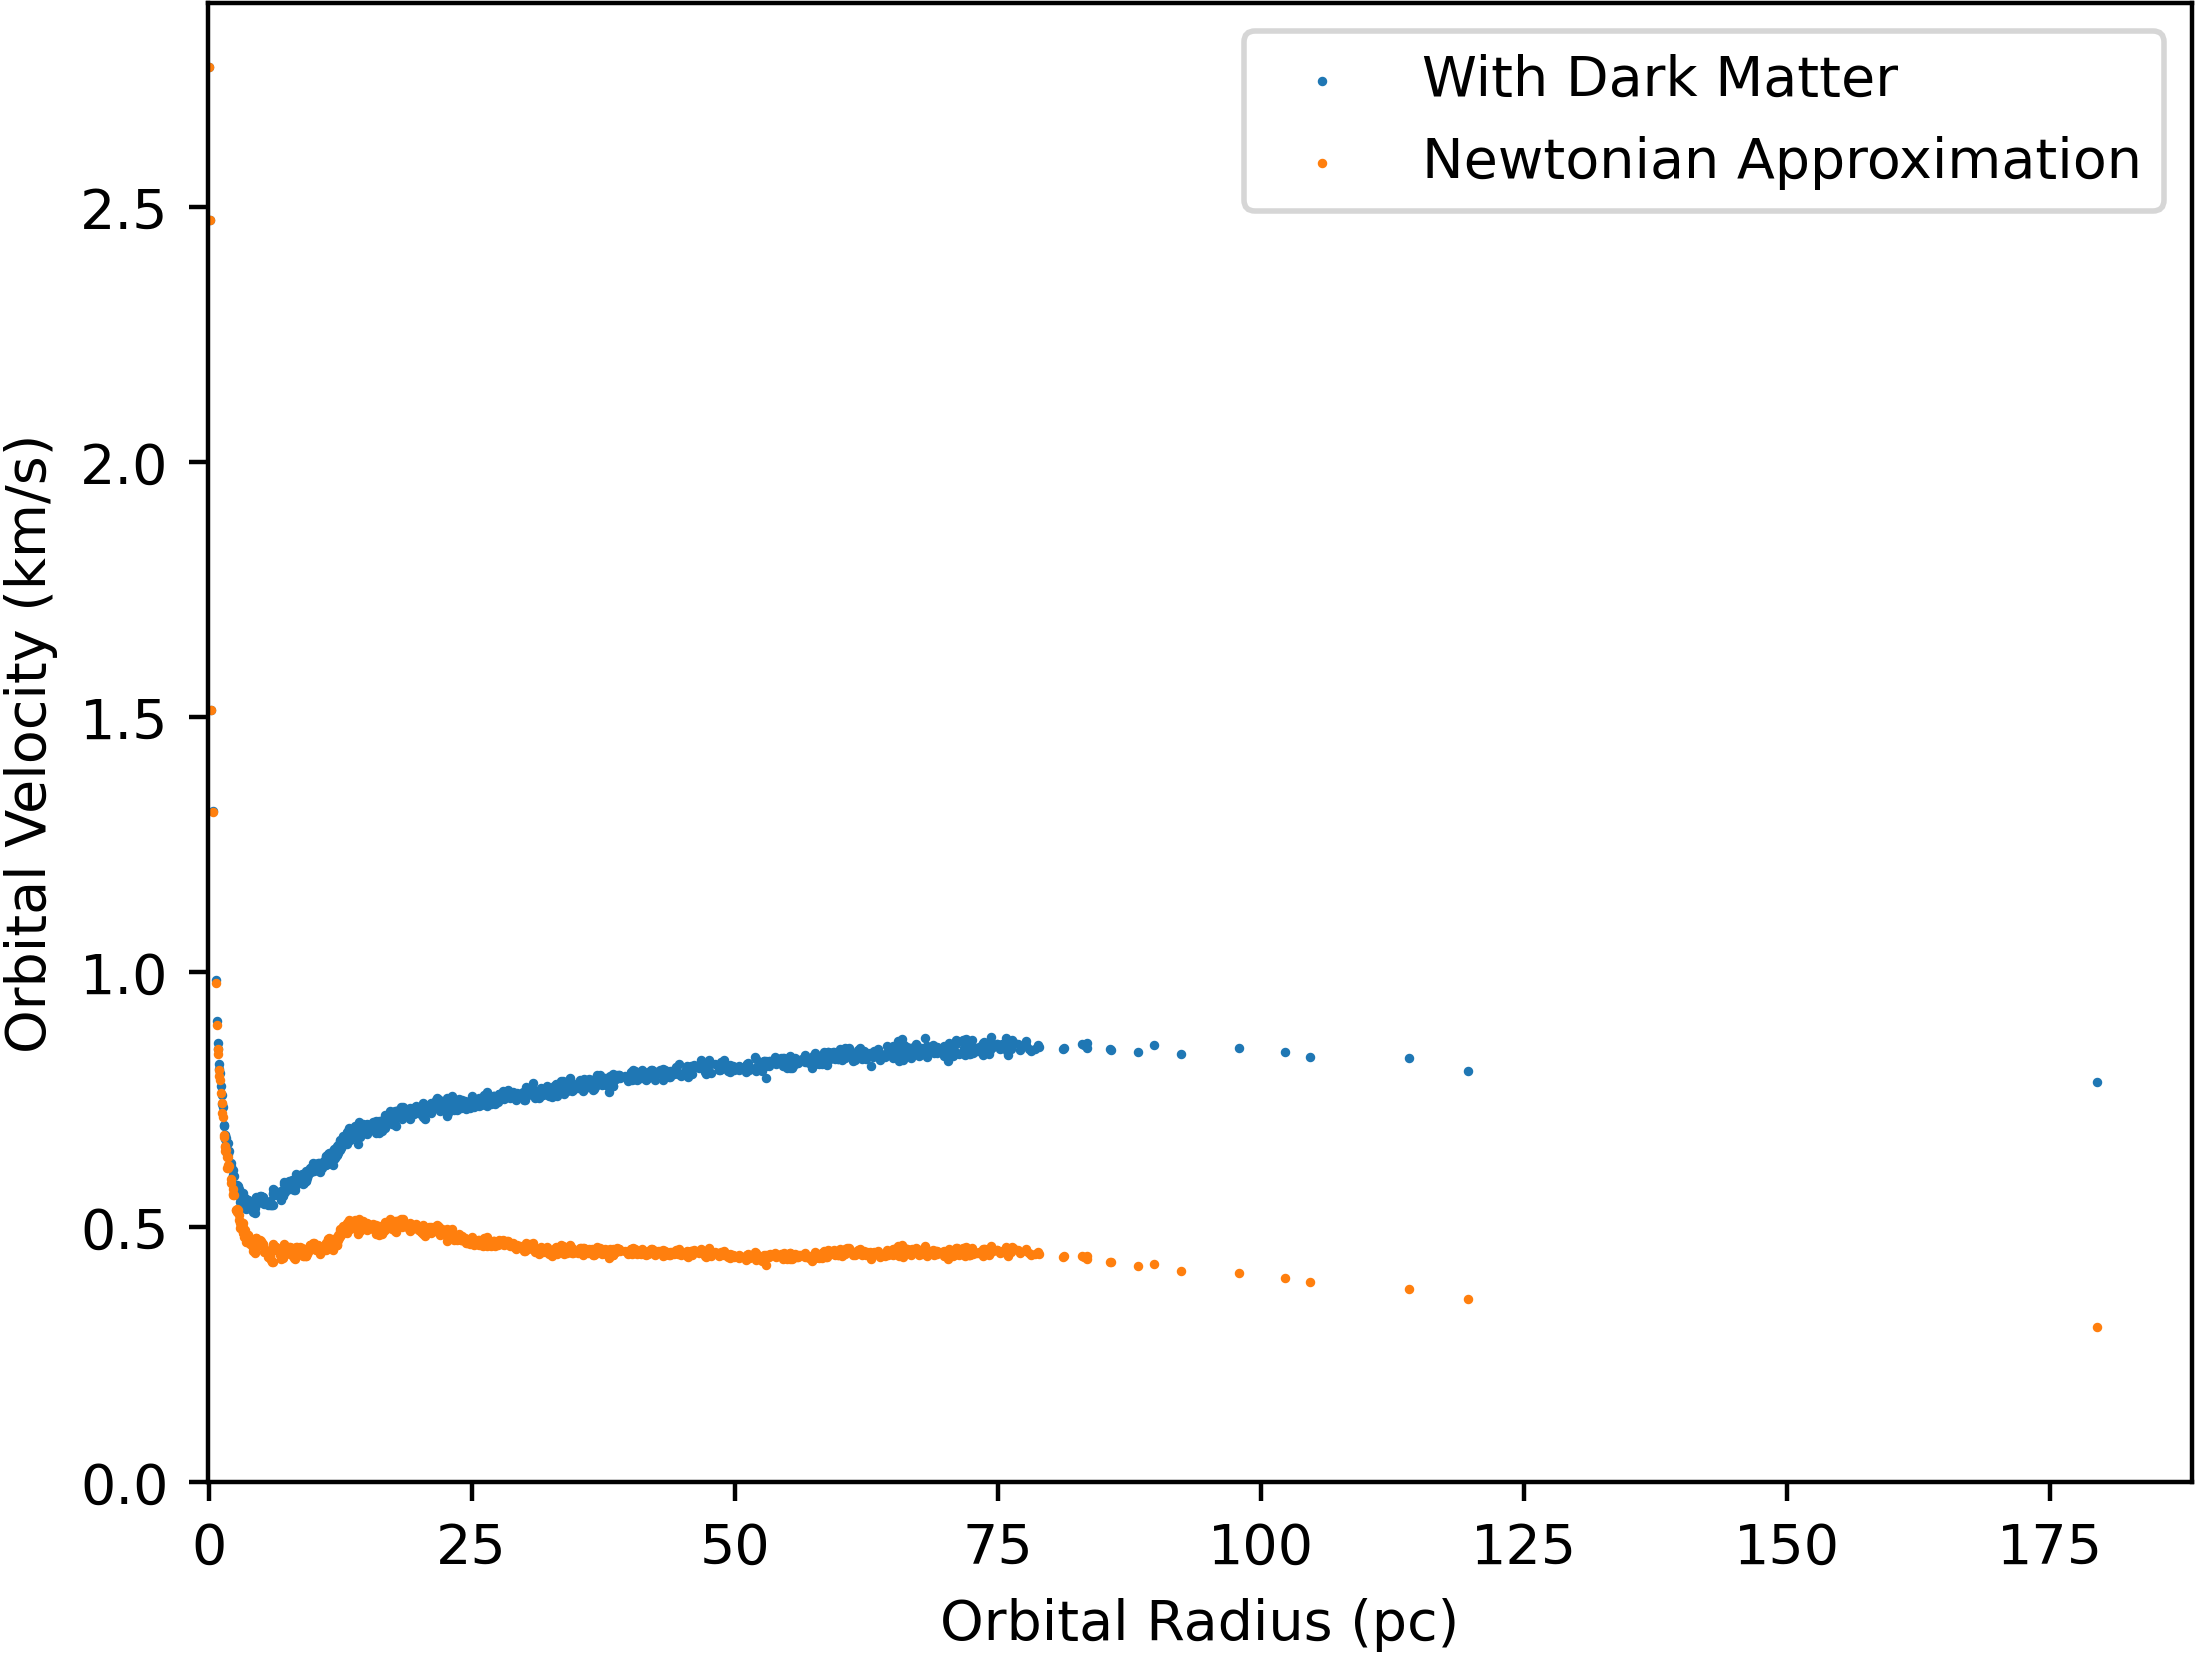 With Dark Matter
Newtonian Approximation
Orbital Velocity (km/s)
2.5
2.0
1.5
1.0
0.5
0.0
0 25 50 75 100 125 150 175
Orbital Radius (pc)